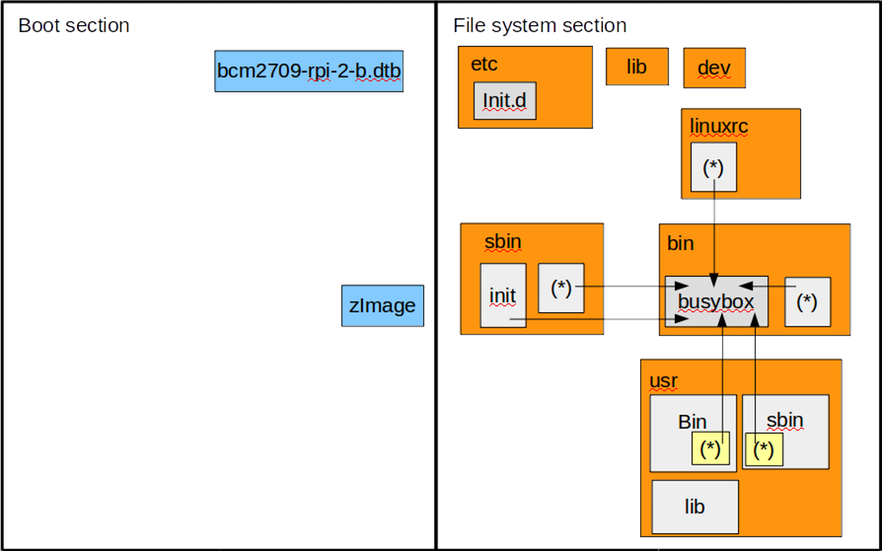 Boot section
bcm2709-rpi-2-b.dtb
zImage
File system section
etc
Init.d
lib
dev
linuxrc
(*)
sbin
init
(*)
bin
busybox
(*)
usr
Bin
(*)
sbin
(*)
lib